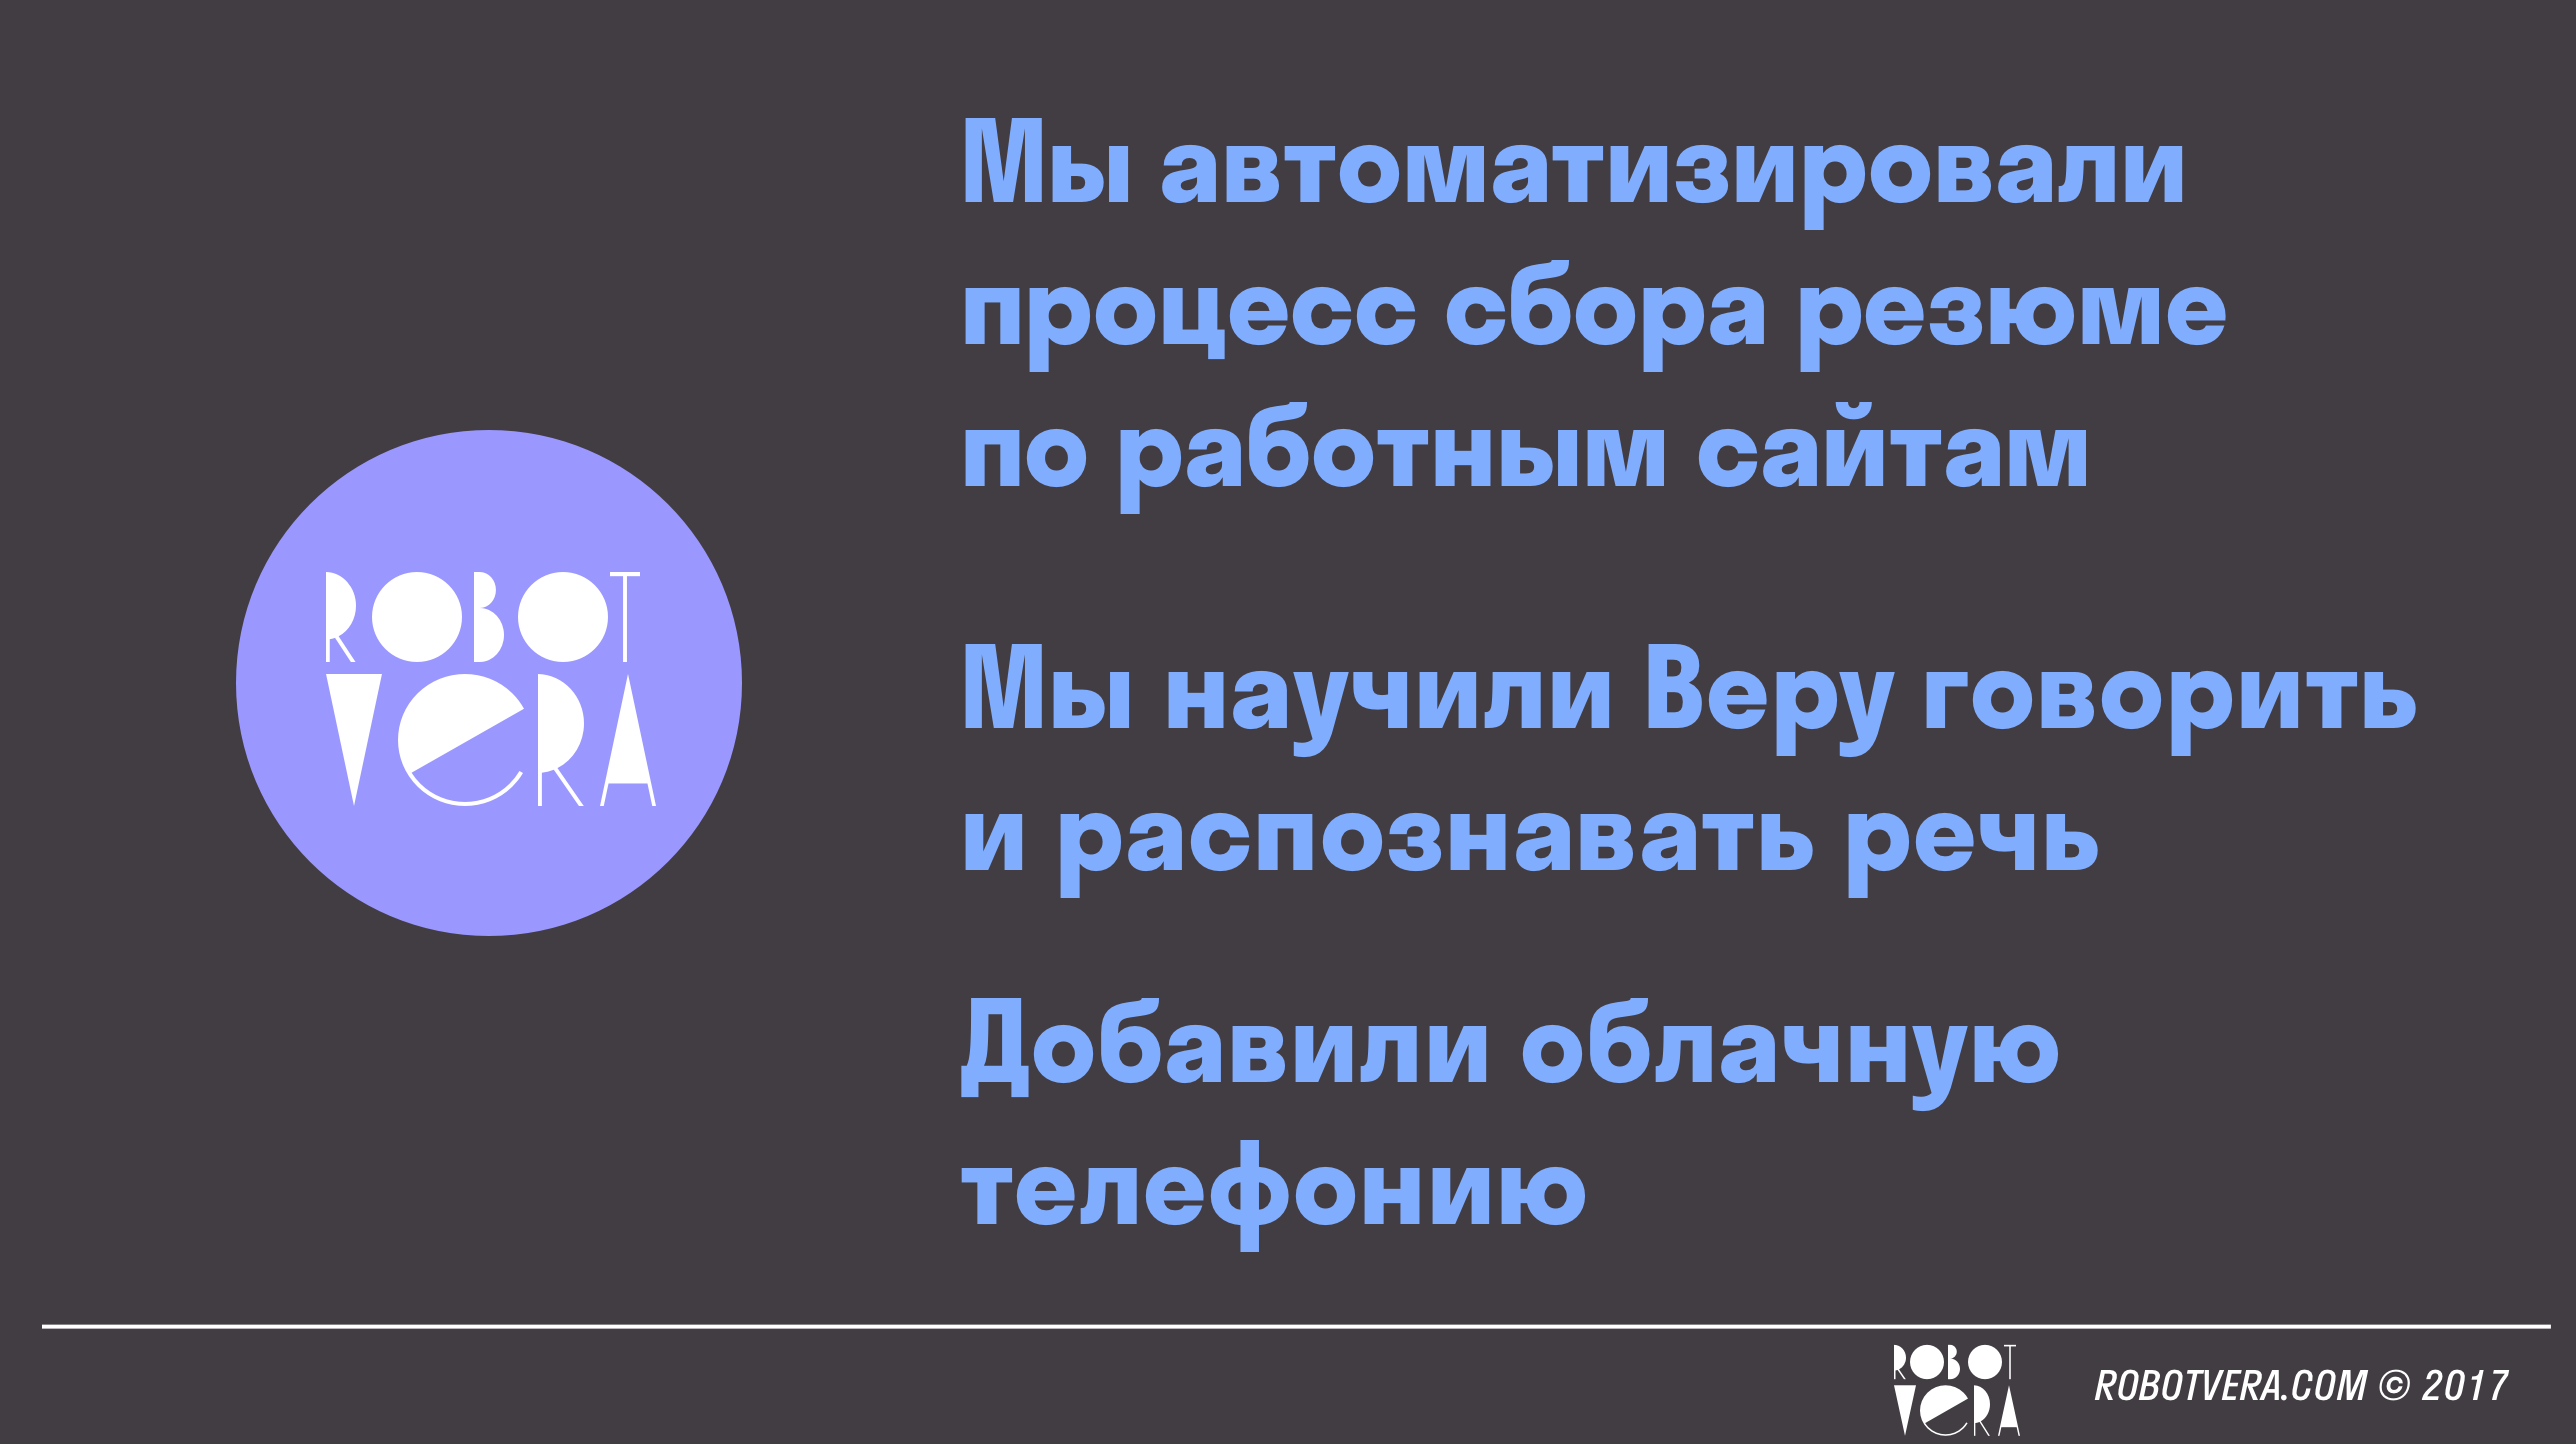 ROBOT
VeRA
Мы автоматизировали
процесс сбора резюме
по работным сайтам
Мы научили Веру говорить
и распознавать речь
Добавили облачную
телефонию
ROBOT
VeRA
ROBOTVERA.COM © 2017